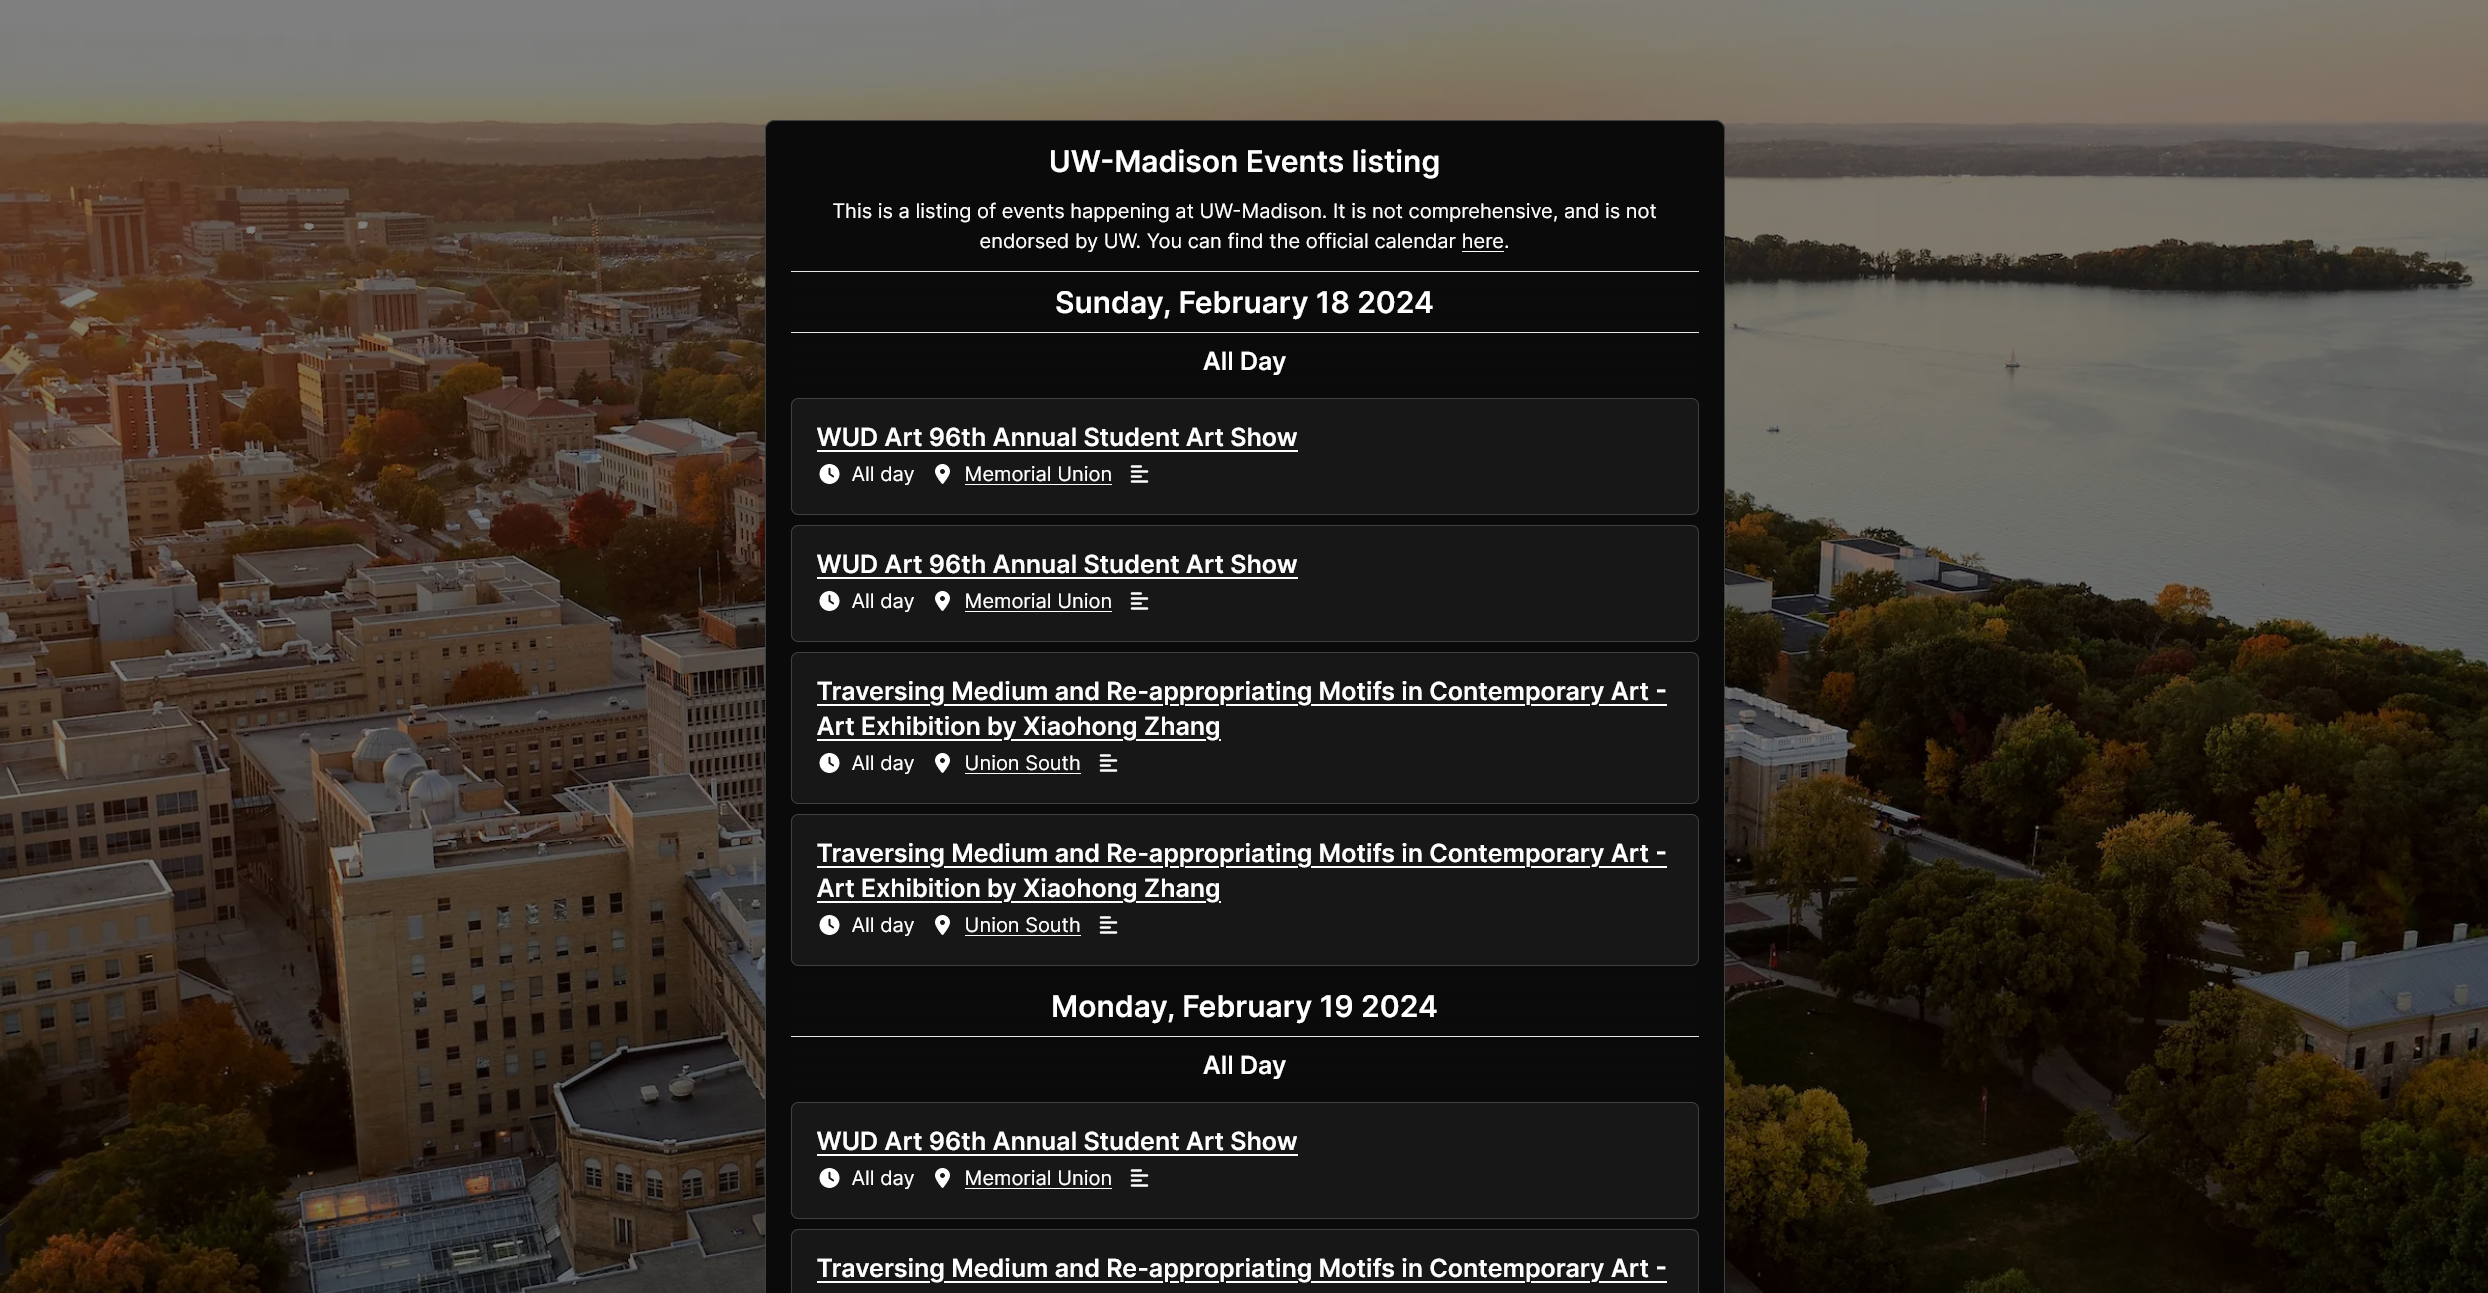 UW-Madison Events listing
This is a listing of events happening at UW-Madison. It is not comprehensive, and is not
endorsed by UW. You can find the official calendar here.
Sunday, February 18 2024
All Day
WUD Art 96th Annual Student Art Show
All day Memorial Union
WUD Art 96th Annual Student Art Show
All day Memorial Union
Traversing Medium and Re-appropriating Motifs in Contemporary Art -
Art Exhibition by Xiaohong Zhang
All day Union South
Traversing Medium and Re-appropriating Motifs in Contemporary Art -
Art Exhibition by Xiaohong Zhang
All day Union South
Monday, February 19 2024
All Day
WUD Art 96th Annual Student Art Show
All day Memorial Union
Traversing Medium and Re-appropriating Motifs in Contemporary Art -